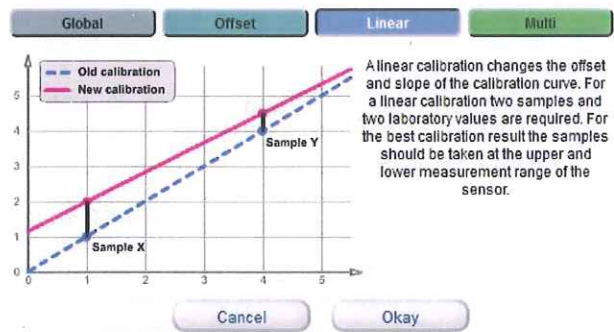 Global Offset Linear Multi
Old calibration
New calibration
5
4
3
2
1
0
Sample Y
Sample X
0 1 2 3 4 5
A linear calibration changes the offset
and slope of the calibration curve. For
a linear calibration two samples and
two laboratory values are required. For
the best calibration result the samples
should be taken at the upper and
lower measurement range of the
sensor.
Cancel Okay